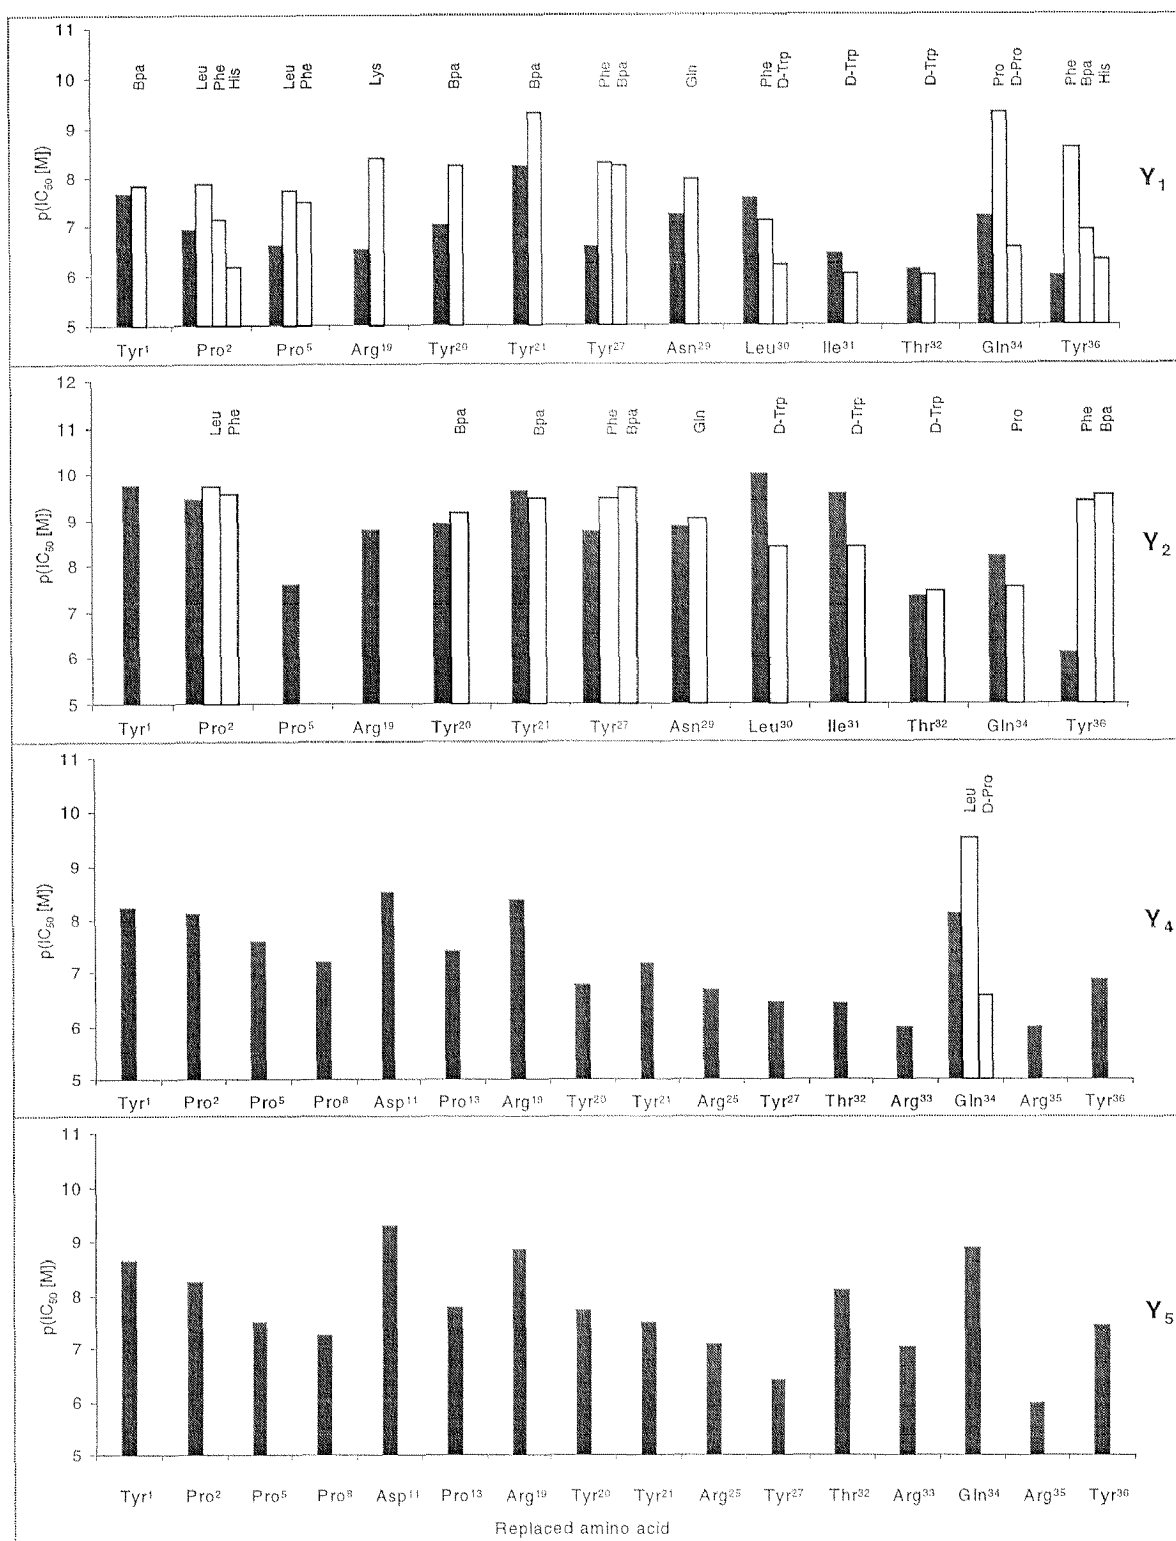 11
10
9
8
7
6
5
p(IC₅₀ [M])
Bpa
Leu Phe His
Leu Phe
Lys
Bpa
Bpa
Phe Bpa
Gln
Phe D-Trp
D-Trp
D-Trp
Pro D-Pro
Phe Bpa His
Y₁
Tyr¹ Pro² Pro⁵ Arg¹⁹ Tyr²⁰ Tyr²¹ Tyr²⁷ Asn²⁹ Leu³⁰ Ile³¹ Thr³² Gln³⁴ Tyr³⁶
12
11
10
9
8
7
6
5
p(IC₅₀ [M])
Leu Phe
Bpa
Bpa
Phe Bpa
Gln
D-Trp
D-Trp
D-Trp
Pro
Phe Bpa
Y₂
Tyr¹ Pro² Pro⁵ Arg¹⁹ Tyr²⁰ Tyr²¹ Tyr²⁷ Asn²⁹ Leu³⁰ Ile³¹ Thr³² Gln³⁴ Tyr³⁶
11
10
9
8
7
6
5
p(IC₅₀ [M])
Leu D-Pro
Y₄
Tyr¹ Pro² Pro⁵ Pro⁸ Asp¹¹ Pro¹³ Arg¹⁹ Tyr²⁰ Tyr²¹ Arg²⁵ Tyr²⁷ Thr³² Arg³³ Gln³⁴ Arg³⁵ Tyr³⁶
11
10
9
8
7
6
5
p(IC₅₀ [M])
Y₅
Tyr¹ Pro² Pro⁵ Pro⁸ Asp¹¹ Pro¹³ Arg¹⁹ Tyr²⁰ Tyr²¹ Arg²⁵ Tyr²⁷ Thr³² Arg³³ Gln³⁴ Arg³⁵ Tyr³⁶
Replaced amino acid